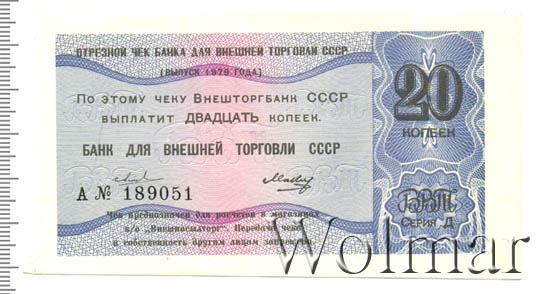 ОТРЕЗНОЙ ЧЕК БАНКА ДЛЯ ВНЕШНЕЙ ТОРГОВЛИ СССР
(ВЫПУСК 1979 ГОДА)
ПО ЭТОМУ ЧЕКУ ВНЕШТОРГБАНК СССР
ВЫПЛАТИТ ДВАДЦАТЬ КОПЕЕК.
БАНК ДЛЯ ВНЕШНЕЙ ТОРГОВЛИ СССР
А № 189051
Чек предназначен для расчетов в магазинах
в/о „Внешпосылторг“. Передача чека
в собственность другим лицам запрещена.
20
КОПЕЕК
ВВТ
СЕРИЯ Д
Wolmar